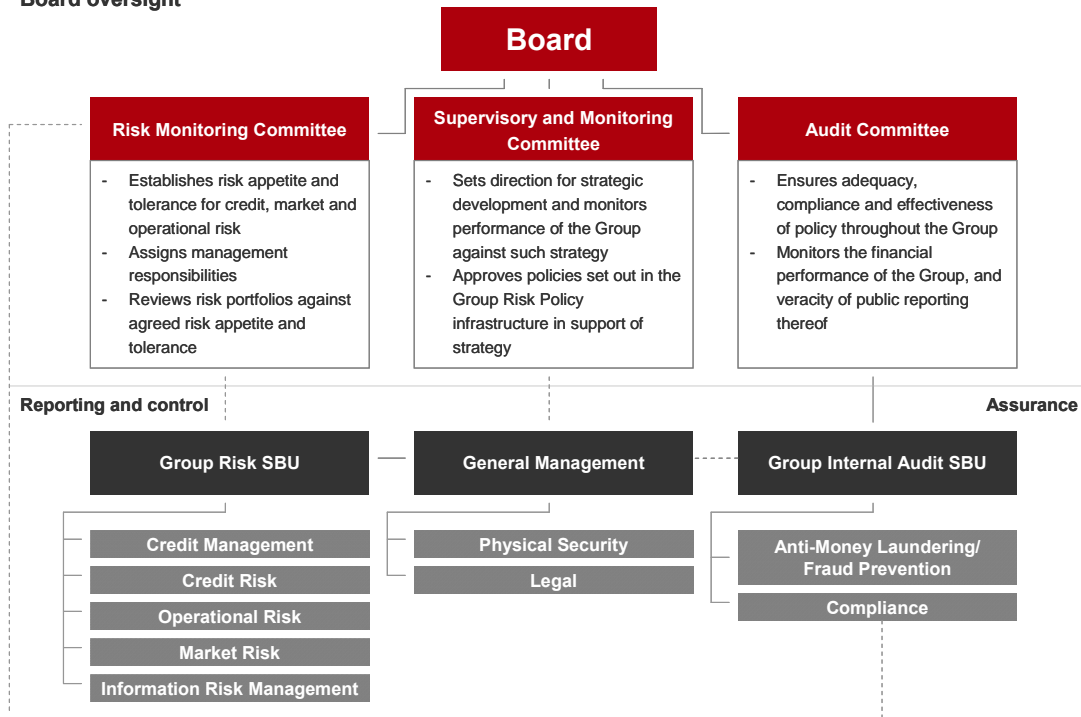 Board oversight
Board
Risk Monitoring Committee
- Establishes risk appetite and
tolerance for credit, market and
operational risk
- Assigns management
responsibilities
- Reviews risk portfolios against
agreed risk appetite and
tolerance
Supervisory and Monitoring
Committee
- Sets direction for strategic
development and monitors
performance of the Group
against such strategy
- Approves policies set out in the
Group Risk Policy
infrastructure in support of
strategy
Audit Committee
- Ensures adequacy,
compliance and effectiveness
of policy throughout the Group
- Monitors the financial
performance of the Group, and
veracity of public reporting
thereof
Reporting and control
Assurance
Group Risk SBU
Credit Management
Credit Risk
Operational Risk
Market Risk
Information Risk Management
General Management
Physical Security
Legal
Group Internal Audit SBU
Anti-Money Laundering/
Fraud Prevention
Compliance